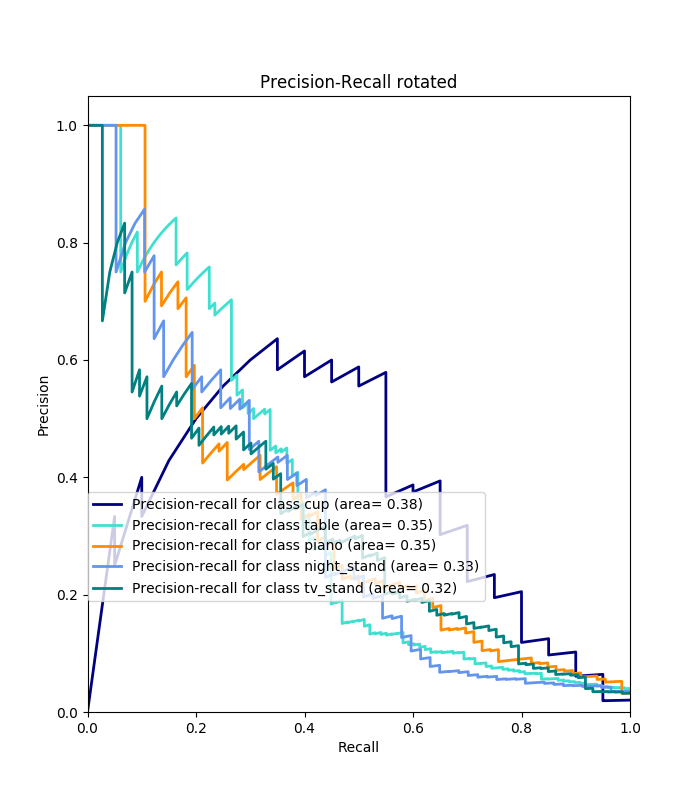 Precision-Recall rotated
1.0
0.8
0.6
0.4
0.2
0.0
Precision
Precision-recall for class cup (area= 0.38)
Precision-recall for class table (area= 0.35)
Precision-recall for class piano (area= 0.35)
Precision-recall for class night_stand (area= 0.33)
Precision-recall for class tv_stand (area= 0.32)
0.0 0.2 0.4 0.6 0.8 1.0
Recall